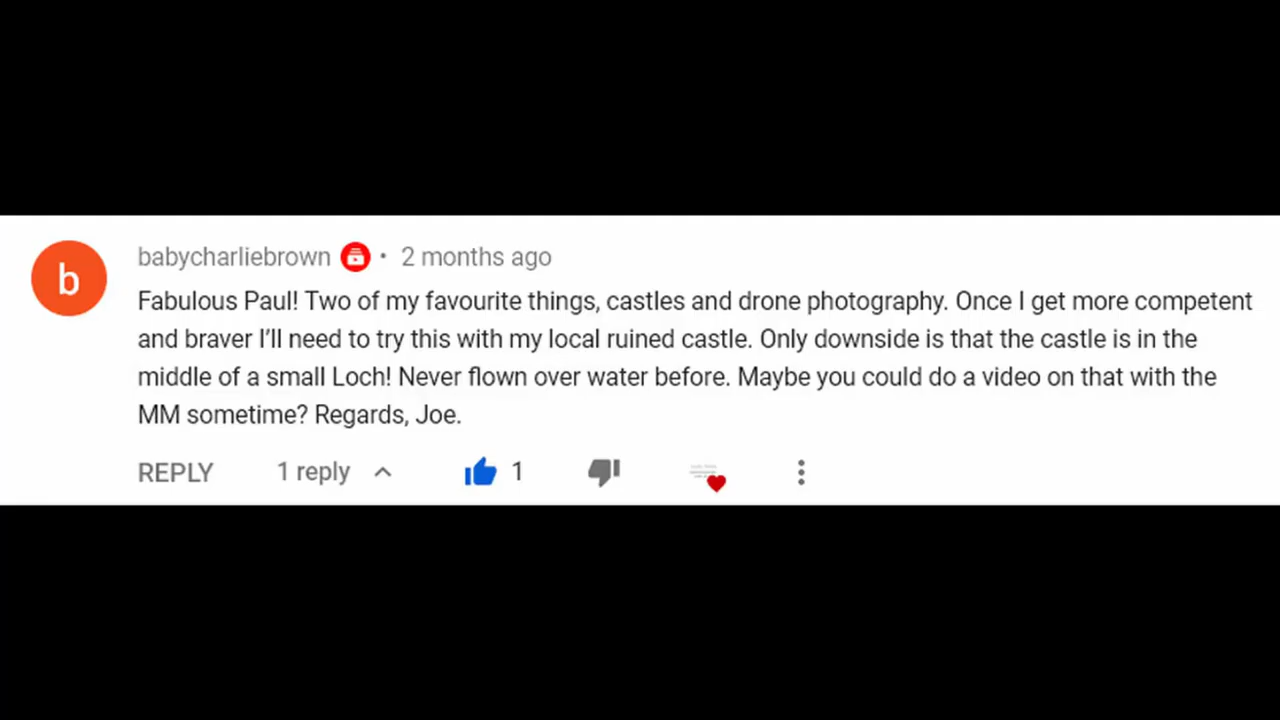 b
babycharliebrown • 2 months ago
Fabulous Paul! Two of my favourite things, castles and drone photography. Once I get more competent
and braver I'll need to try this with my local ruined castle. Only downside is that the castle is in the
middle of a small Loch! Never flown over water before. Maybe you could do a video on that with the
MM sometime? Regards, Joe.
REPLY 1 reply 1